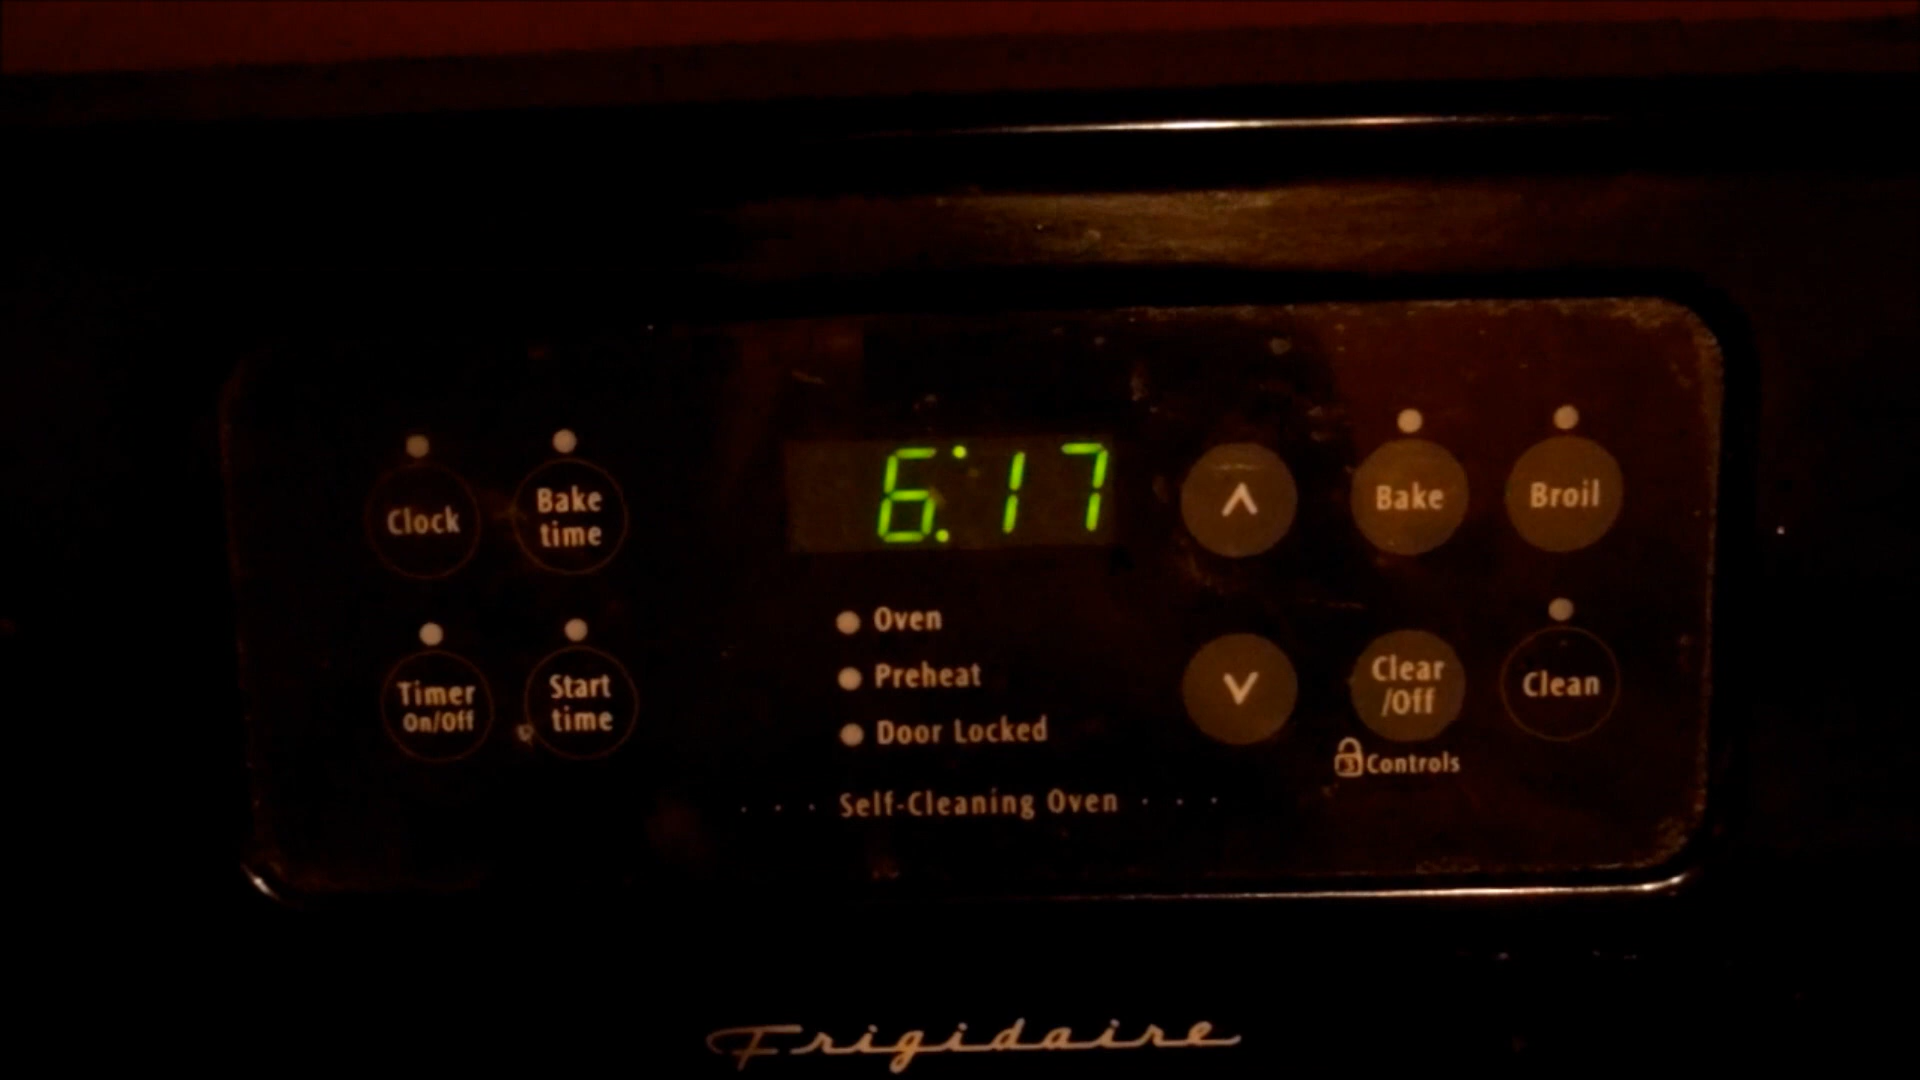 6:17
Clock
Bake
time
Timer
On/Off
Start
time
Oven
Preheat
Door Locked
Self-Cleaning Oven
Bake
Broil
Clear
/Off
Clean
3 Controls
Frigidaire